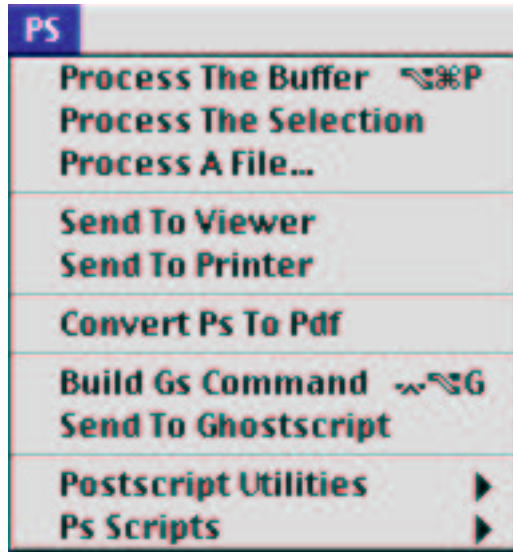 PS
Process The Buffer ⌥⌘P
Process The Selection
Process A File...
Send To Viewer
Send To Printer
Convert Ps To Pdf
Build Gs Command ⌃⌥G
Send To Ghostscript
Postscript Utilities ▶
Ps Scripts ▶